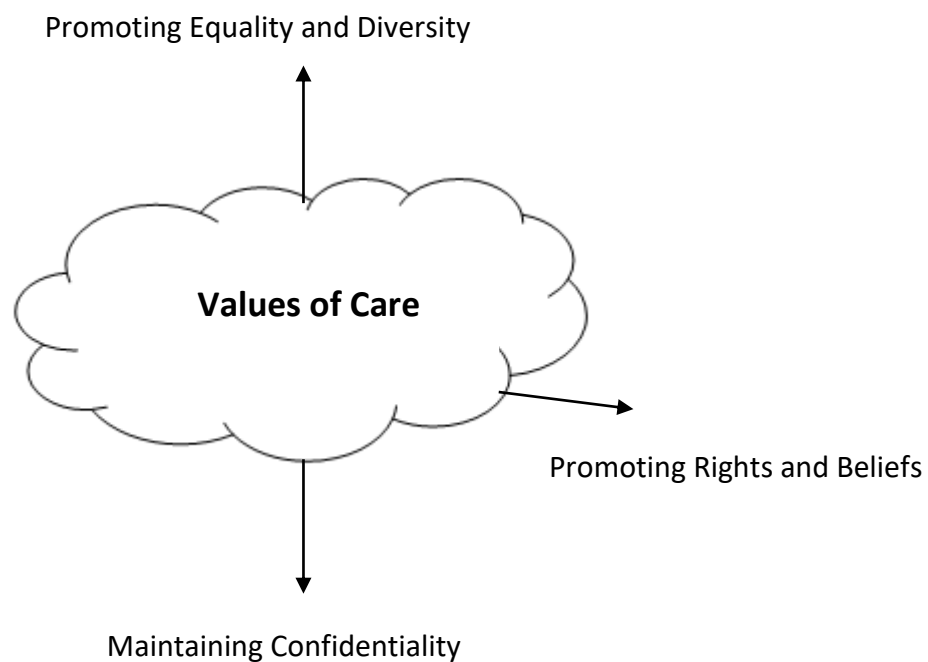 Promoting Equality and Diversity
Values of Care
Promoting Rights and Beliefs
Maintaining Confidentiality